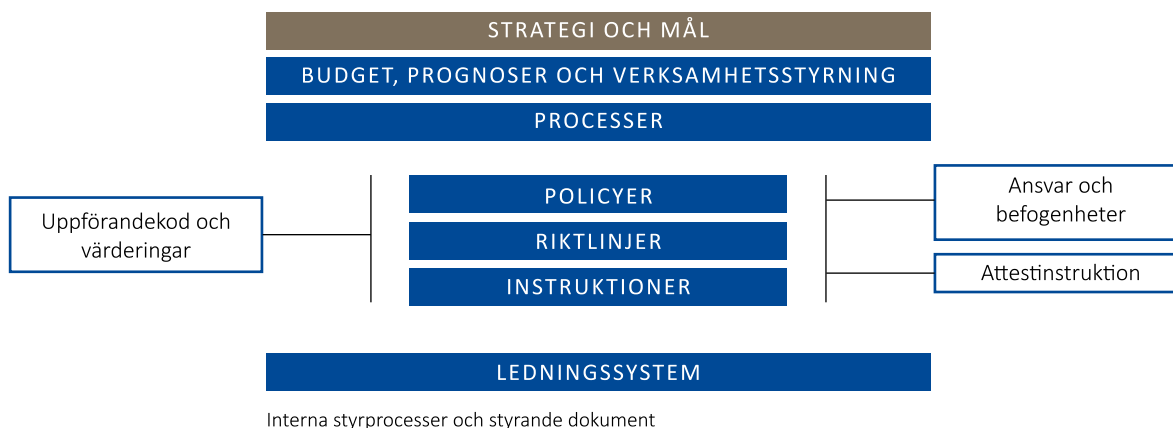 STRATEGI OCH MÅL
BUDGET, PROGNOSER OCH VERKSAMHETSSTYRNING
PROCESSER
Uppförandekod och
värderingar
POLICYER
RIKTLINJER
INSTRUKTIONER
Ansvar och
befogenheter
Attestinstruktion
LEDNINGSSYSTEM
Interna styrprocesser och styrande dokument